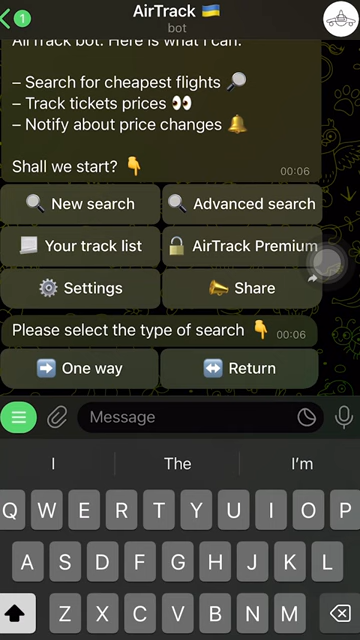 1
AirTrack 🇺🇦
bot
AirTrack bot. Here is what I can:
– Search for cheapest flights 🔎
– Track tickets prices 👀
– Notify about price changes 🔔
Shall we start? 👇
00:06
🔍 New search
🔍 Advanced search
🧾 Your track list
🔓 AirTrack Premium
⚙️ Settings
📣 Share
Please select the type of search 👇 00:06
➡️ One way
↔️ Return
Message
I The I'm
Q W E R T Y U I O P
A S D F G H J K L
Z X C V B N M